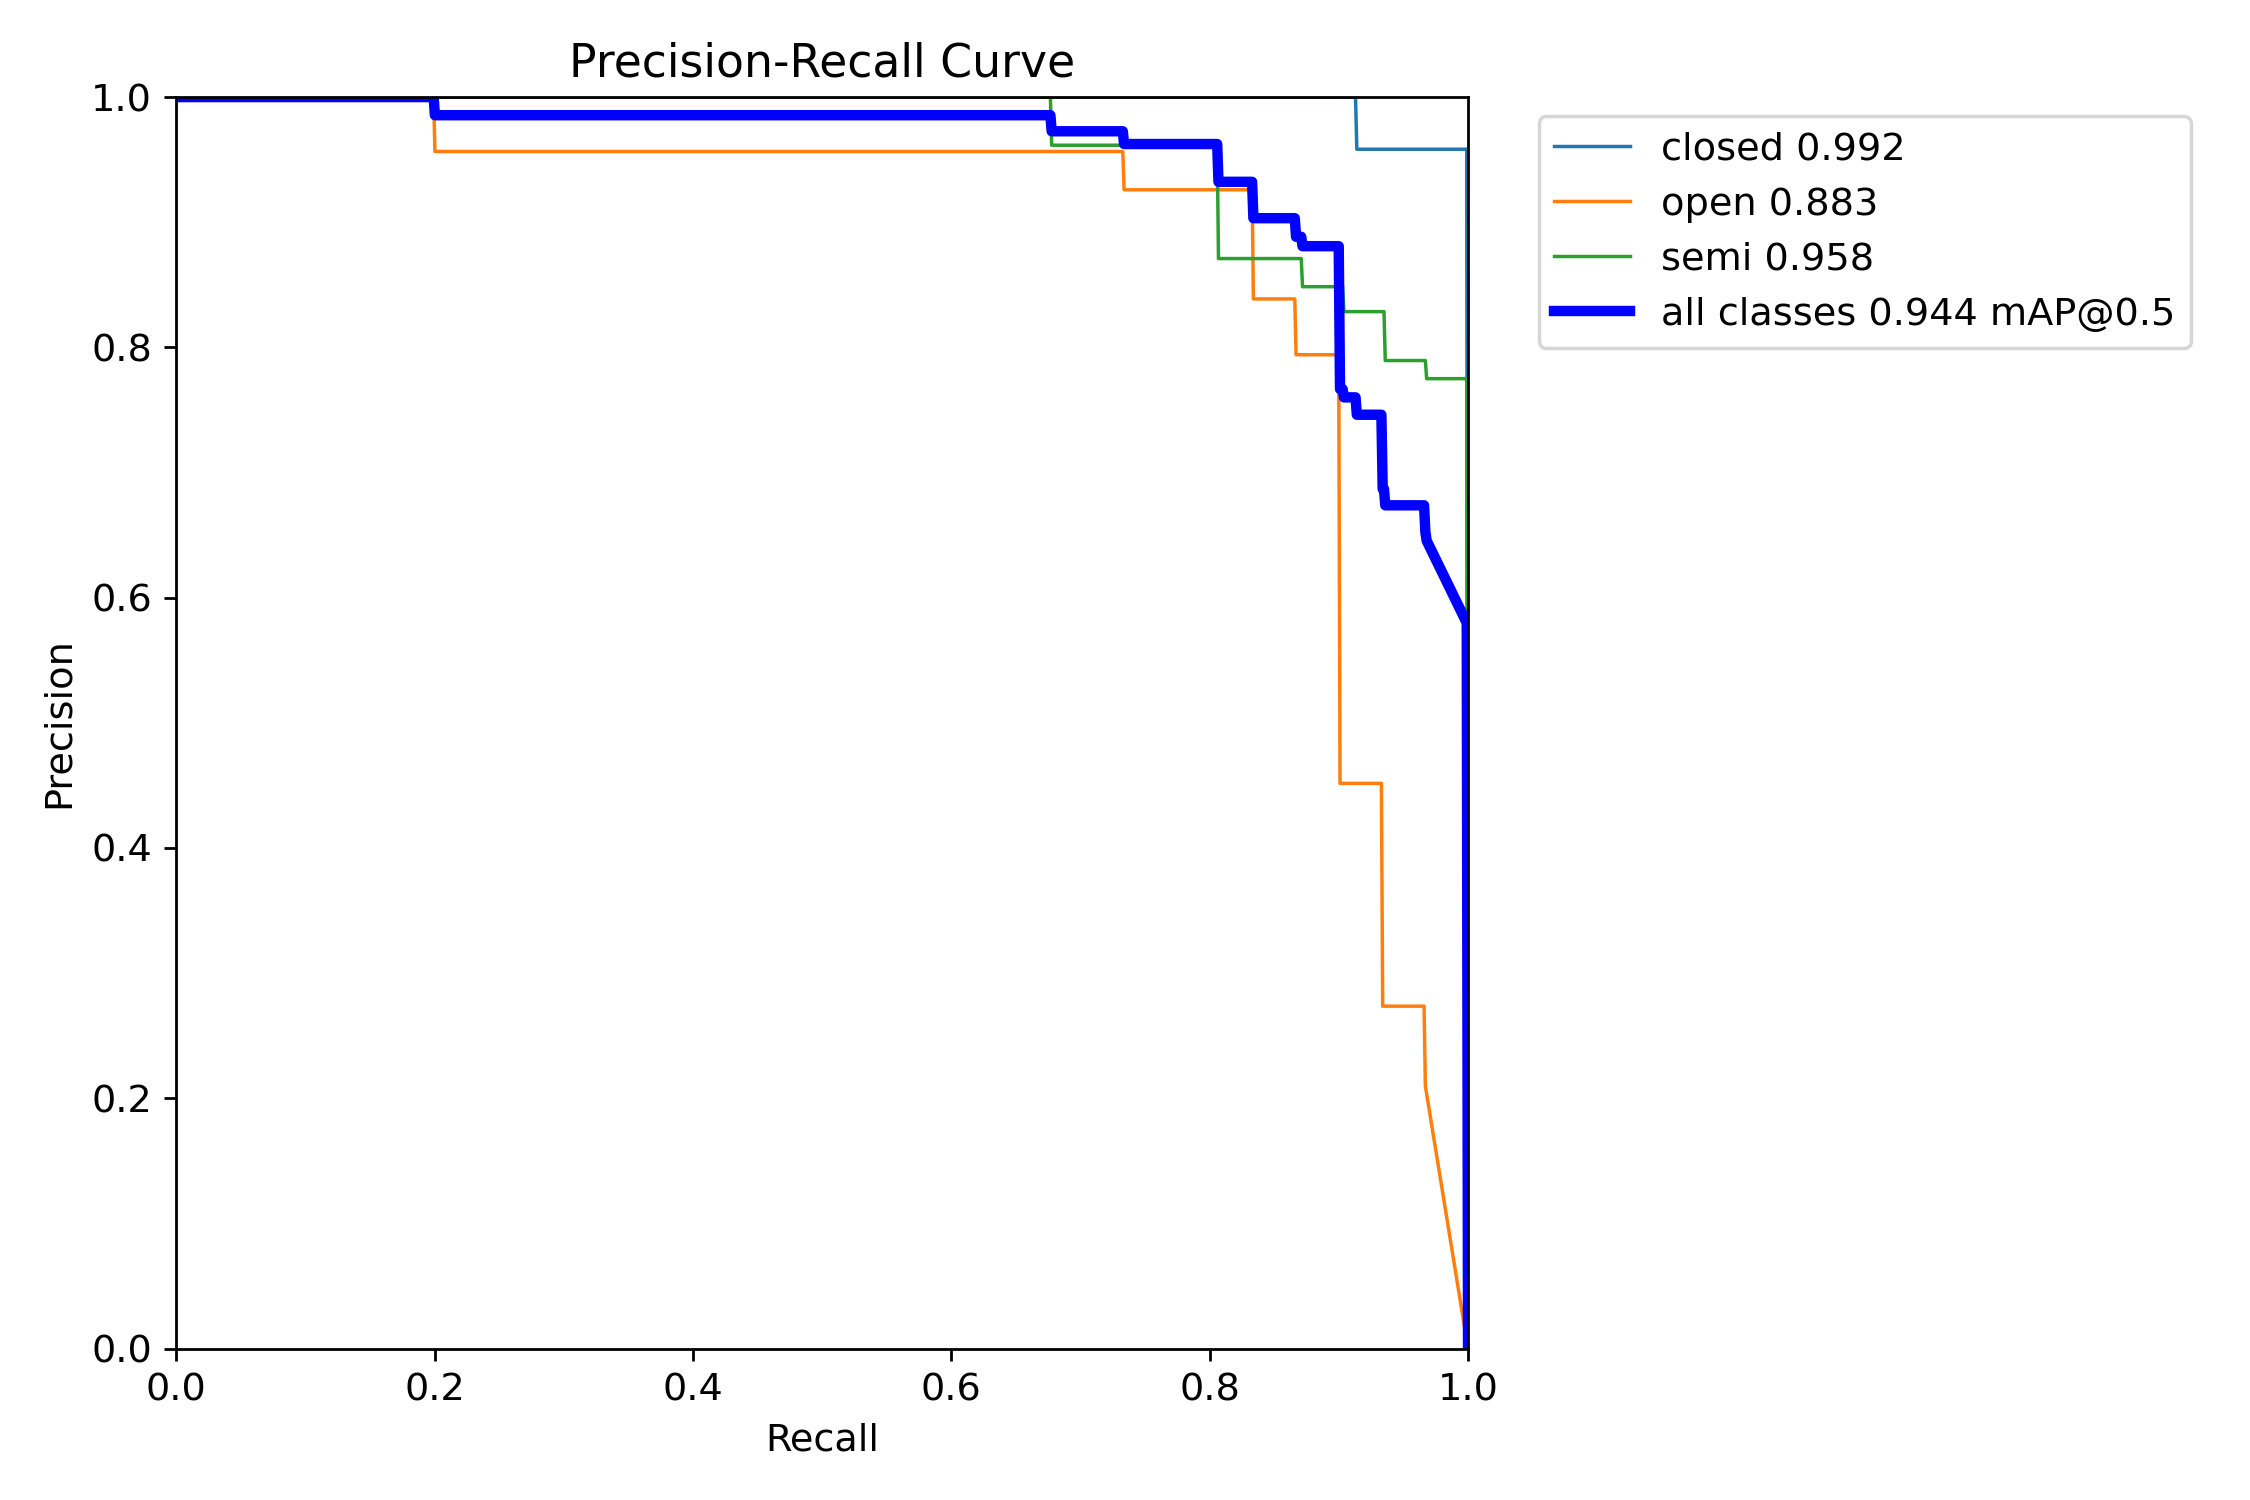 Precision-Recall Curve
1.0
0.8
0.6
0.4
0.2
0.0
Precision
0.0 0.2 0.4 0.6 0.8 1.0
Recall
closed 0.992
open 0.883
semi 0.958
all classes 0.944 mAP@0.5